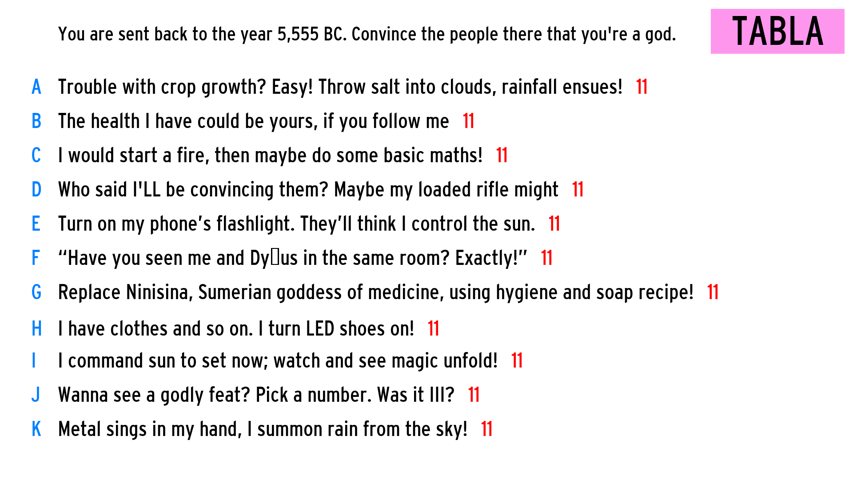 You are sent back to the year 5,555 BC. Convince the people there that you're a god.
TABLA
A Trouble with crop growth? Easy! Throw salt into clouds, rainfall ensues! 11
B The health I have could be yours, if you follow me 11
C I would start a fire, then maybe do some basic maths! 11
D Who said I'LL be convincing them? Maybe my loaded rifle might 11
E Turn on my phone’s flashlight. They’ll think I control the sun. 11
F “Have you seen me and Dy▯us in the same room? Exactly!” 11
G Replace Ninisina, Sumerian goddess of medicine, using hygiene and soap recipe! 11
H I have clothes and so on. I turn LED shoes on! 11
I I command sun to set now; watch and see magic unfold! 11
J Wanna see a godly feat? Pick a number. Was it III? 11
K Metal sings in my hand, I summon rain from the sky! 11